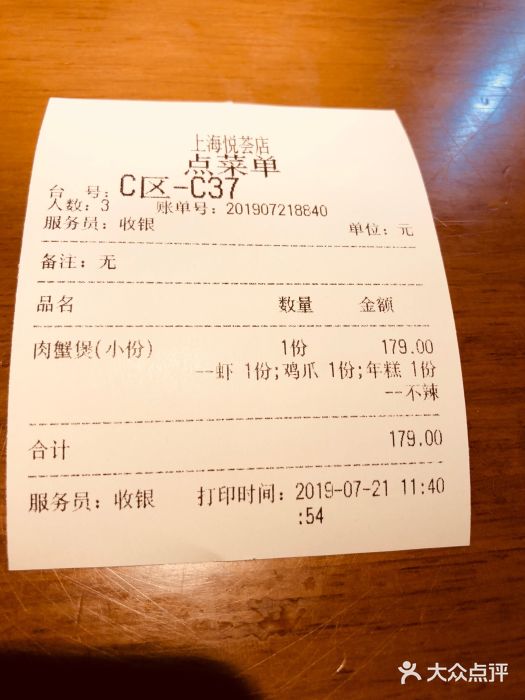 上海悦荟店
点菜单
台 号: C区-C37
人数: 3 账单号: 201907218840
服务员: 收银 单位: 元
备注: 无
品名 数量 金额
肉蟹煲(小份) 1份 179.00
--虾 1份;鸡爪 1份;年糕 1份
--不辣
合计 179.00
服务员: 收银 打印时间: 2019-07-21 11:40
:54
大众点评